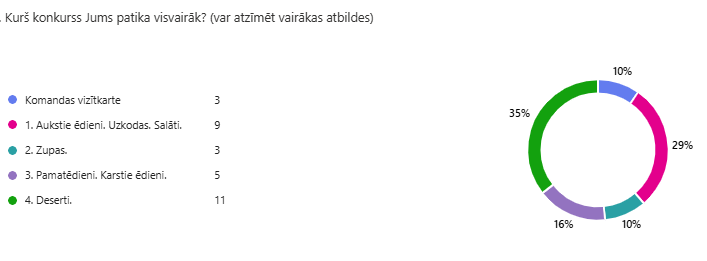 . Kurš konkurss Jums patika visvairāk? (var atzīmēt vairākas atbildes)
Komandas vizītkarte 3
1. Aukstie ēdieni. Uzkodas. Salāti. 9
2. Zupas. 3
3. Pamatēdieni. Karstie ēdieni. 5
4. Deserti. 11
10%
35%
29%
16%
10%